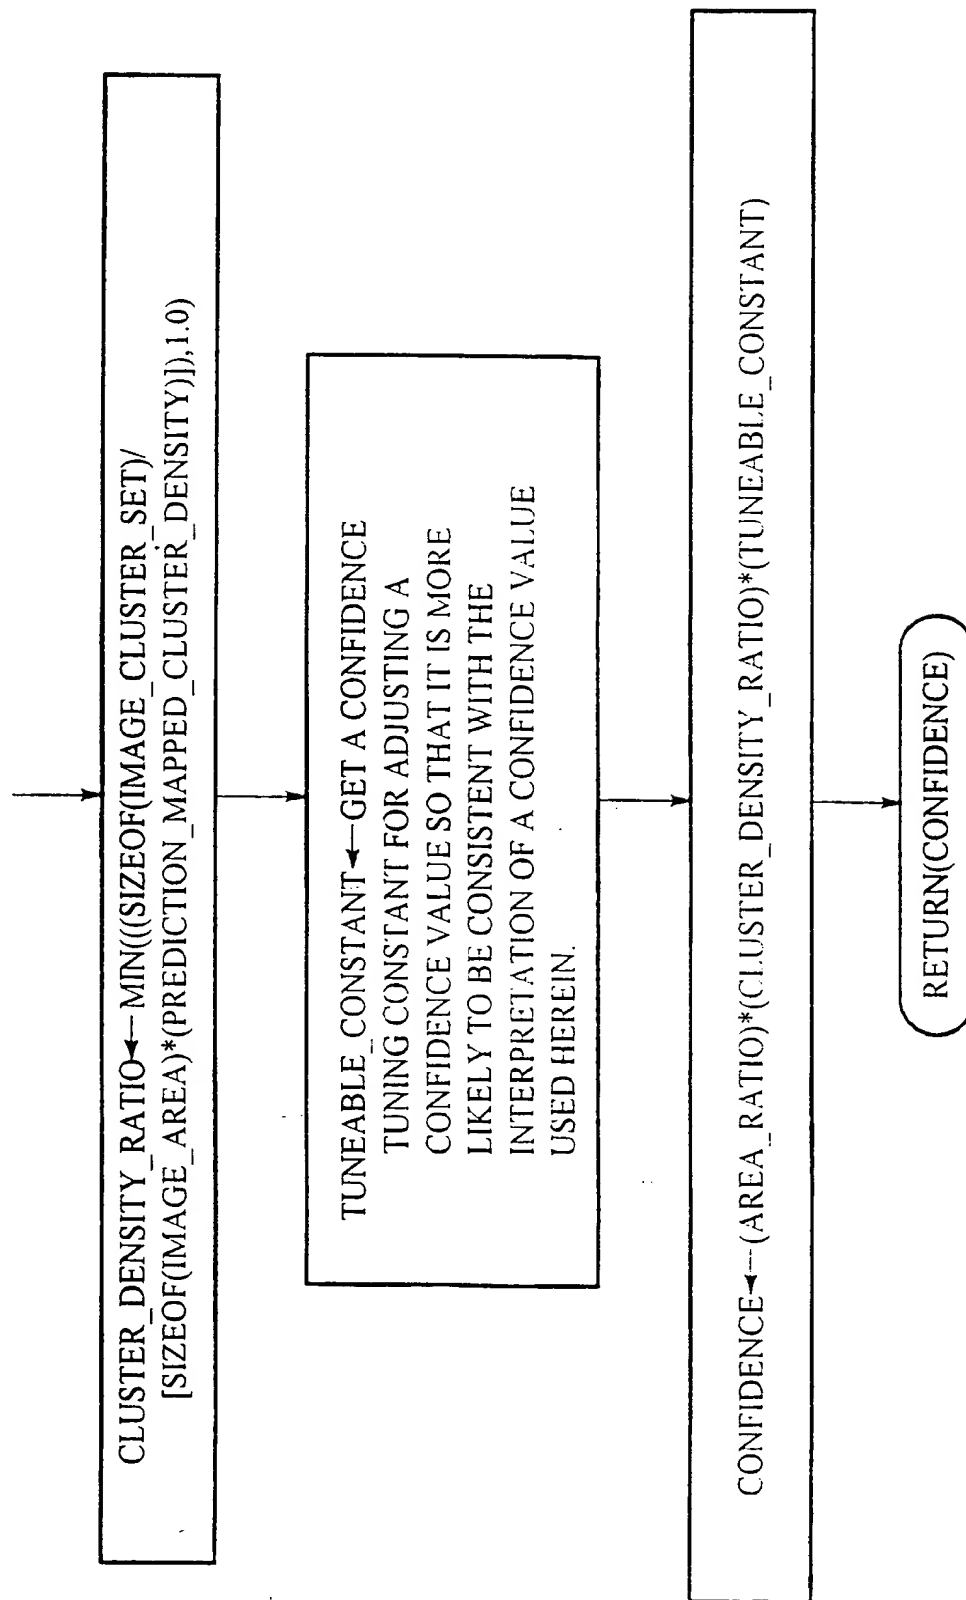 CLUSTER_DENSITY_RATIO←MIN(((SIZEOF(IMAGE_CLUSTER_SET)/
[SIZEOF(IMAGE_AREA)*(PREDICTION_MAPPED_CLUSTER_DENSITY)]),1.0)
TUNEABLE_CONSTANT←GET A CONFIDENCE
TUNING CONSTANT FOR ADJUSTING A
CONFIDENCE VALUE SO THAT IT IS MORE
LIKELY TO BE CONSISTENT WITH THE
INTERPRETATION OF A CONFIDENCE VALUE
USED HEREIN.
CONFIDENCE←(AREA_RATIO)*(CLUSTER_DENSITY_RATIO)*(TUNEABLE_CONSTANT)
RETURN(CONFIDENCE)